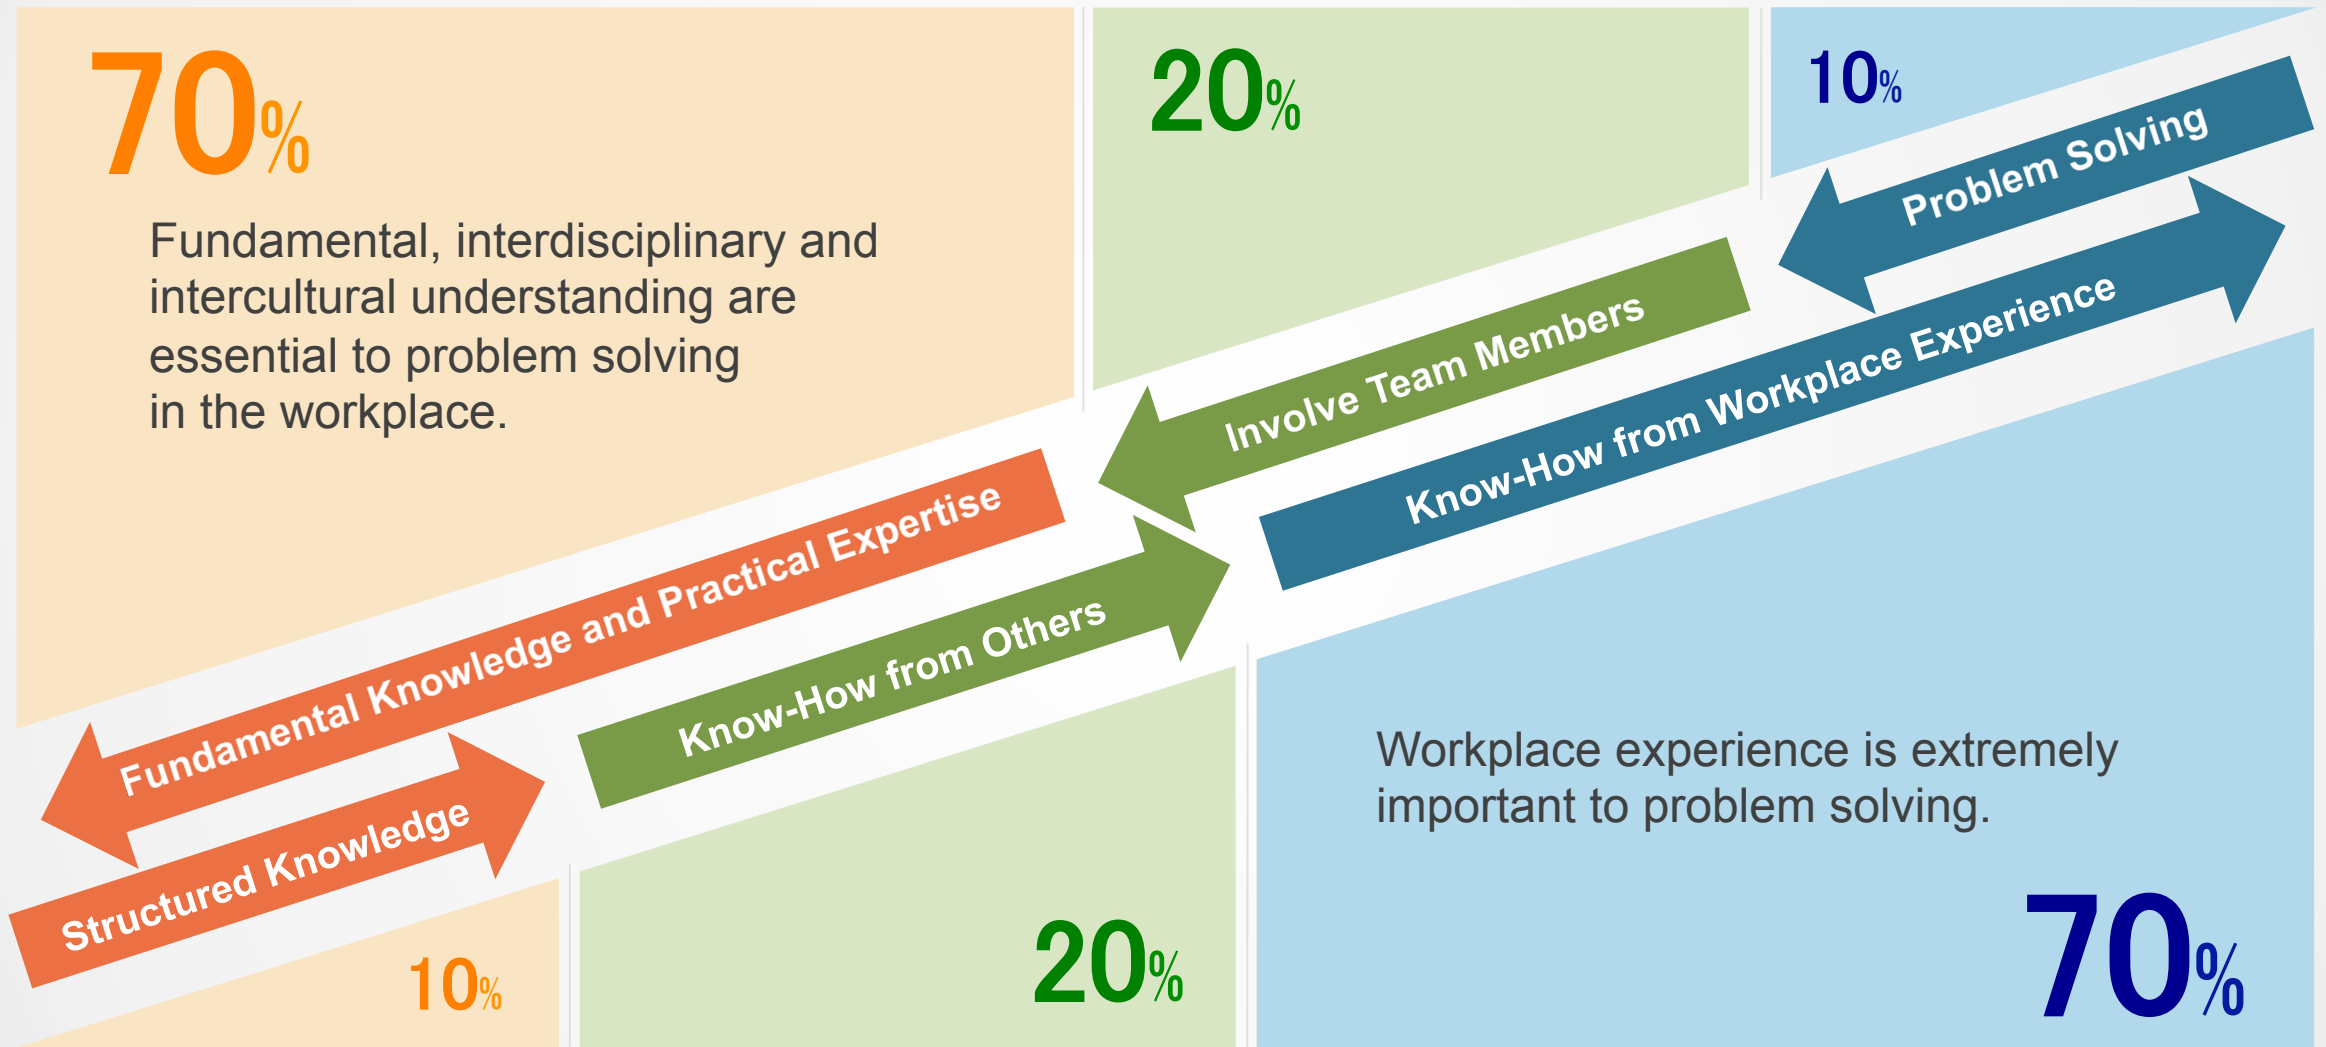 70%
20%
10%
Fundamental, interdisciplinary and
intercultural understanding are
essential to problem solving
in the workplace.
Problem Solving
Involve Team Members
Know-How from Workplace Experience
Fundamental Knowledge and Practical Expertise
Know-How from Others
Structured Knowledge
Workplace experience is extremely
important to problem solving.
10%
20%
70%